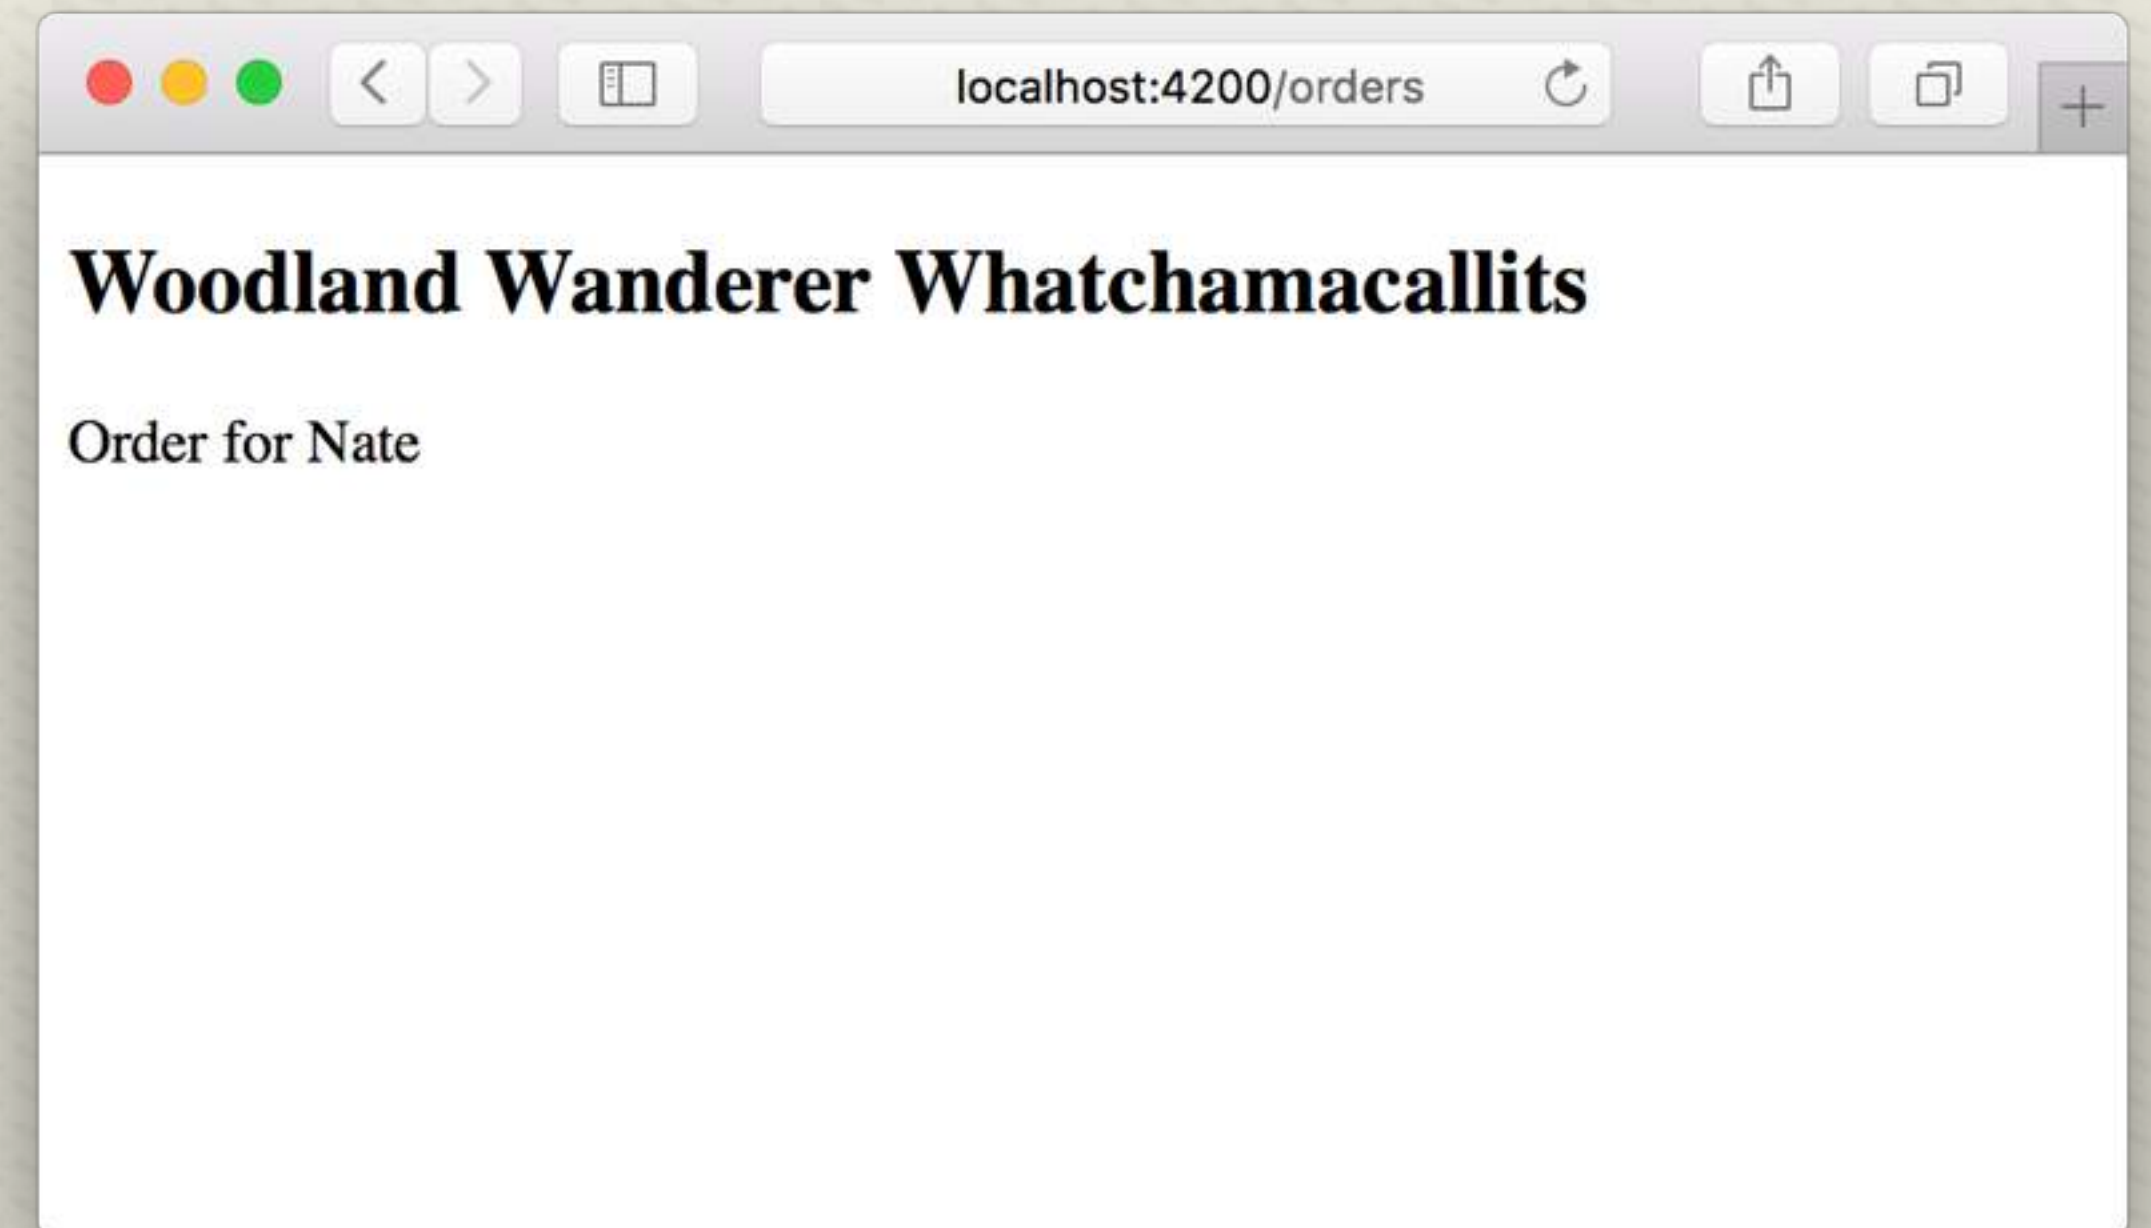 localhost:4200/orders
Woodland Wanderer Whatchamacallits
Order for Nate